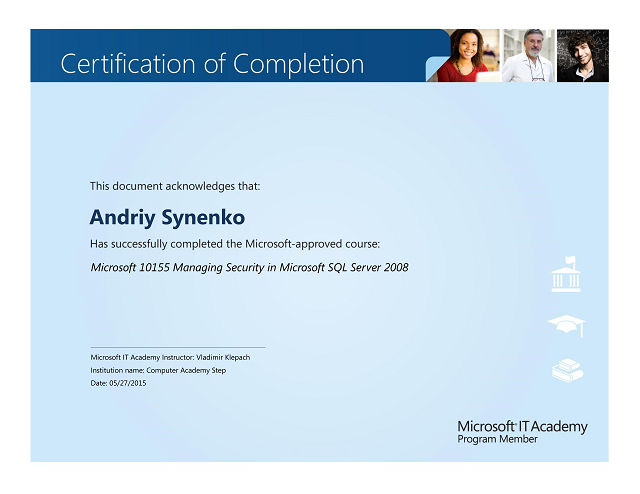 Certification of Completion
This document acknowledges that:
Andriy Synenko
Has successfully completed the Microsoft-approved course:
Microsoft 10155 Managing Security in Microsoft SQL Server 2008
Microsoft IT Academy Instructor: Vladimir Klepach
Institution name: Computer Academy Step
Date: 05/27/2015
Microsoft® IT Academy
Program Member